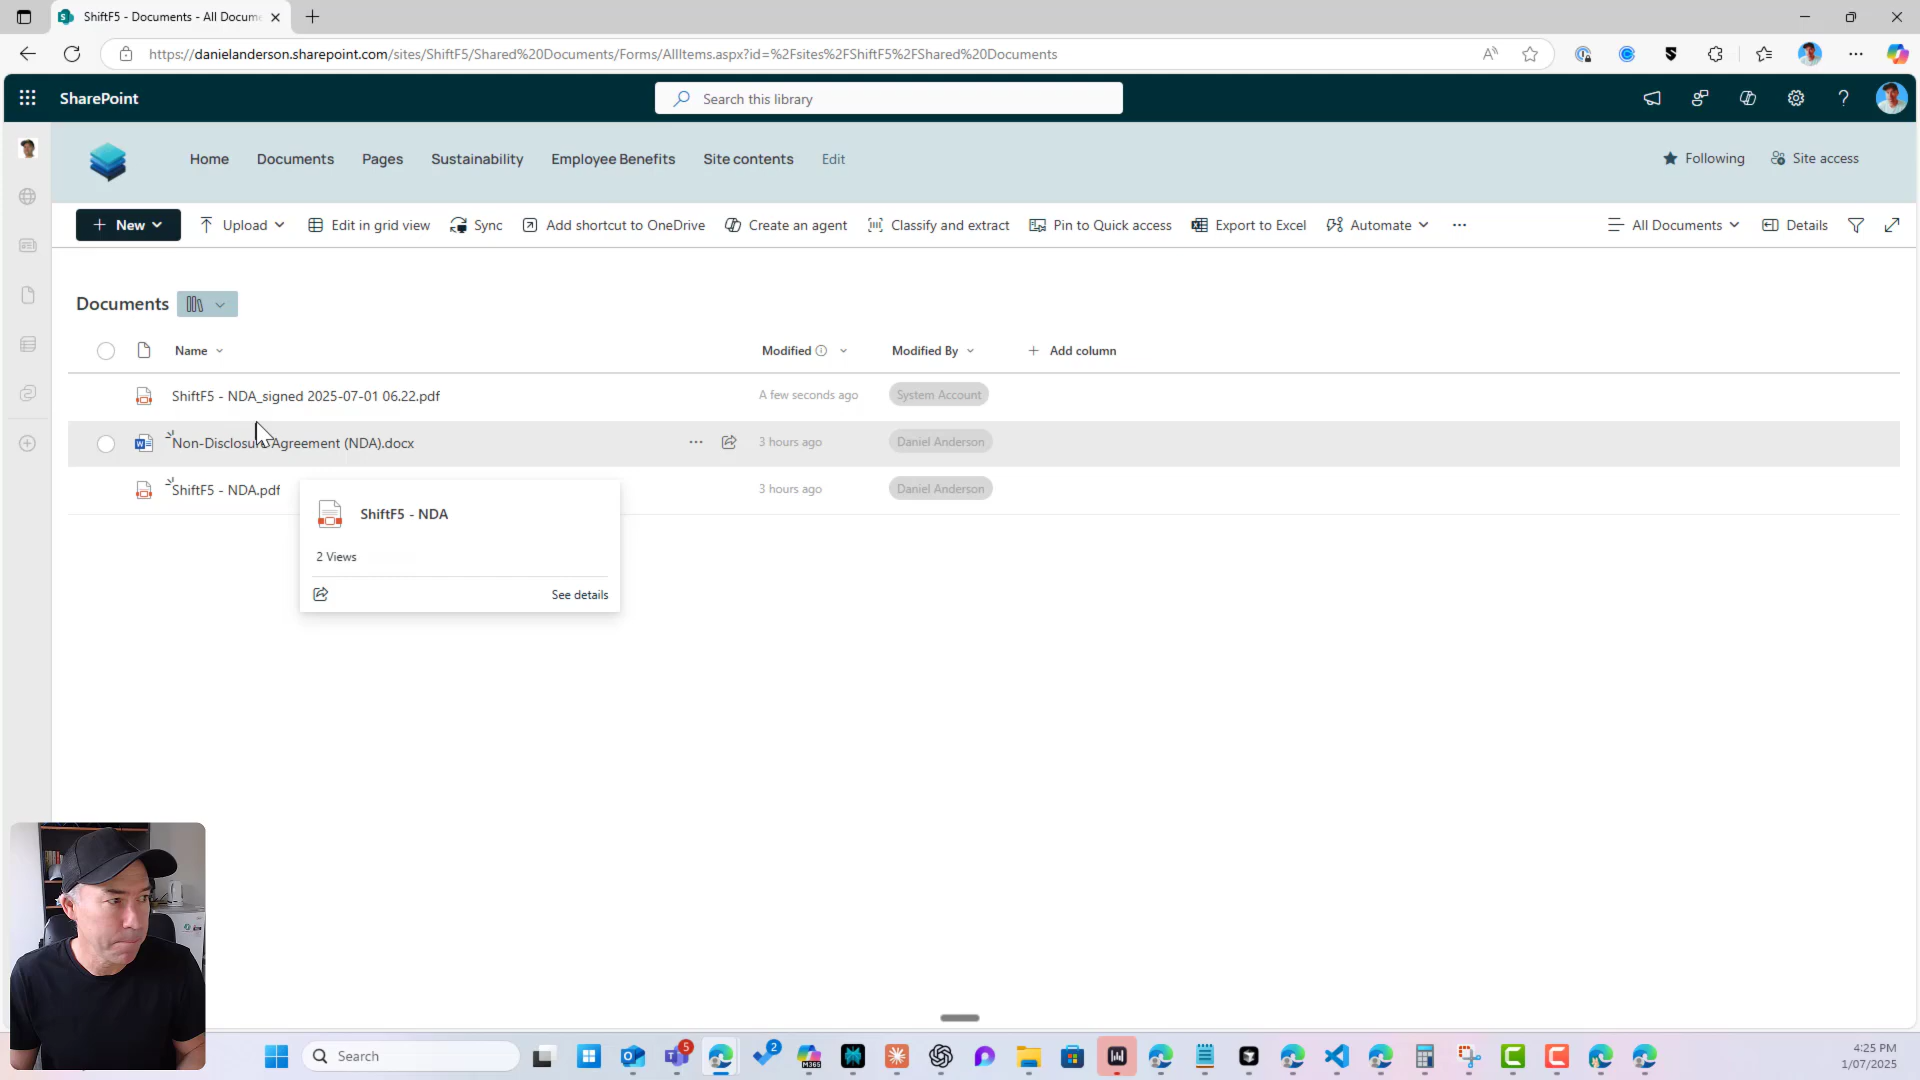 ShiftF5 - Documents - All Docum
https://danielanderson.sharepoint.com/sites/ShiftF5/Shared%20Documents/Forms/AllItems.aspx?id=%2Fsites%2FShiftF5%2FShared%20Documents
SharePoint
Search this library
Home Documents Pages Sustainability Employee Benefits Site contents Edit
Following Site access
New Upload Edit in grid view Sync Add shortcut to OneDrive Create an agent Classify and extract Pin to Quick access Export to Excel Automate ... All Documents Details
Documents
Name Modified Modified By + Add column
ShiftF5 - NDA_signed 2025-07-01 06.22.pdf A few seconds ago System Account
Non-Disclosure Agreement (NDA).docx 3 hours ago Daniel Anderson
ShiftF5 - NDA.pdf 3 hours ago Daniel Anderson
ShiftF5 - NDA
2 Views
See details
Search 5 2 M365 4:25 PM
1/07/2025